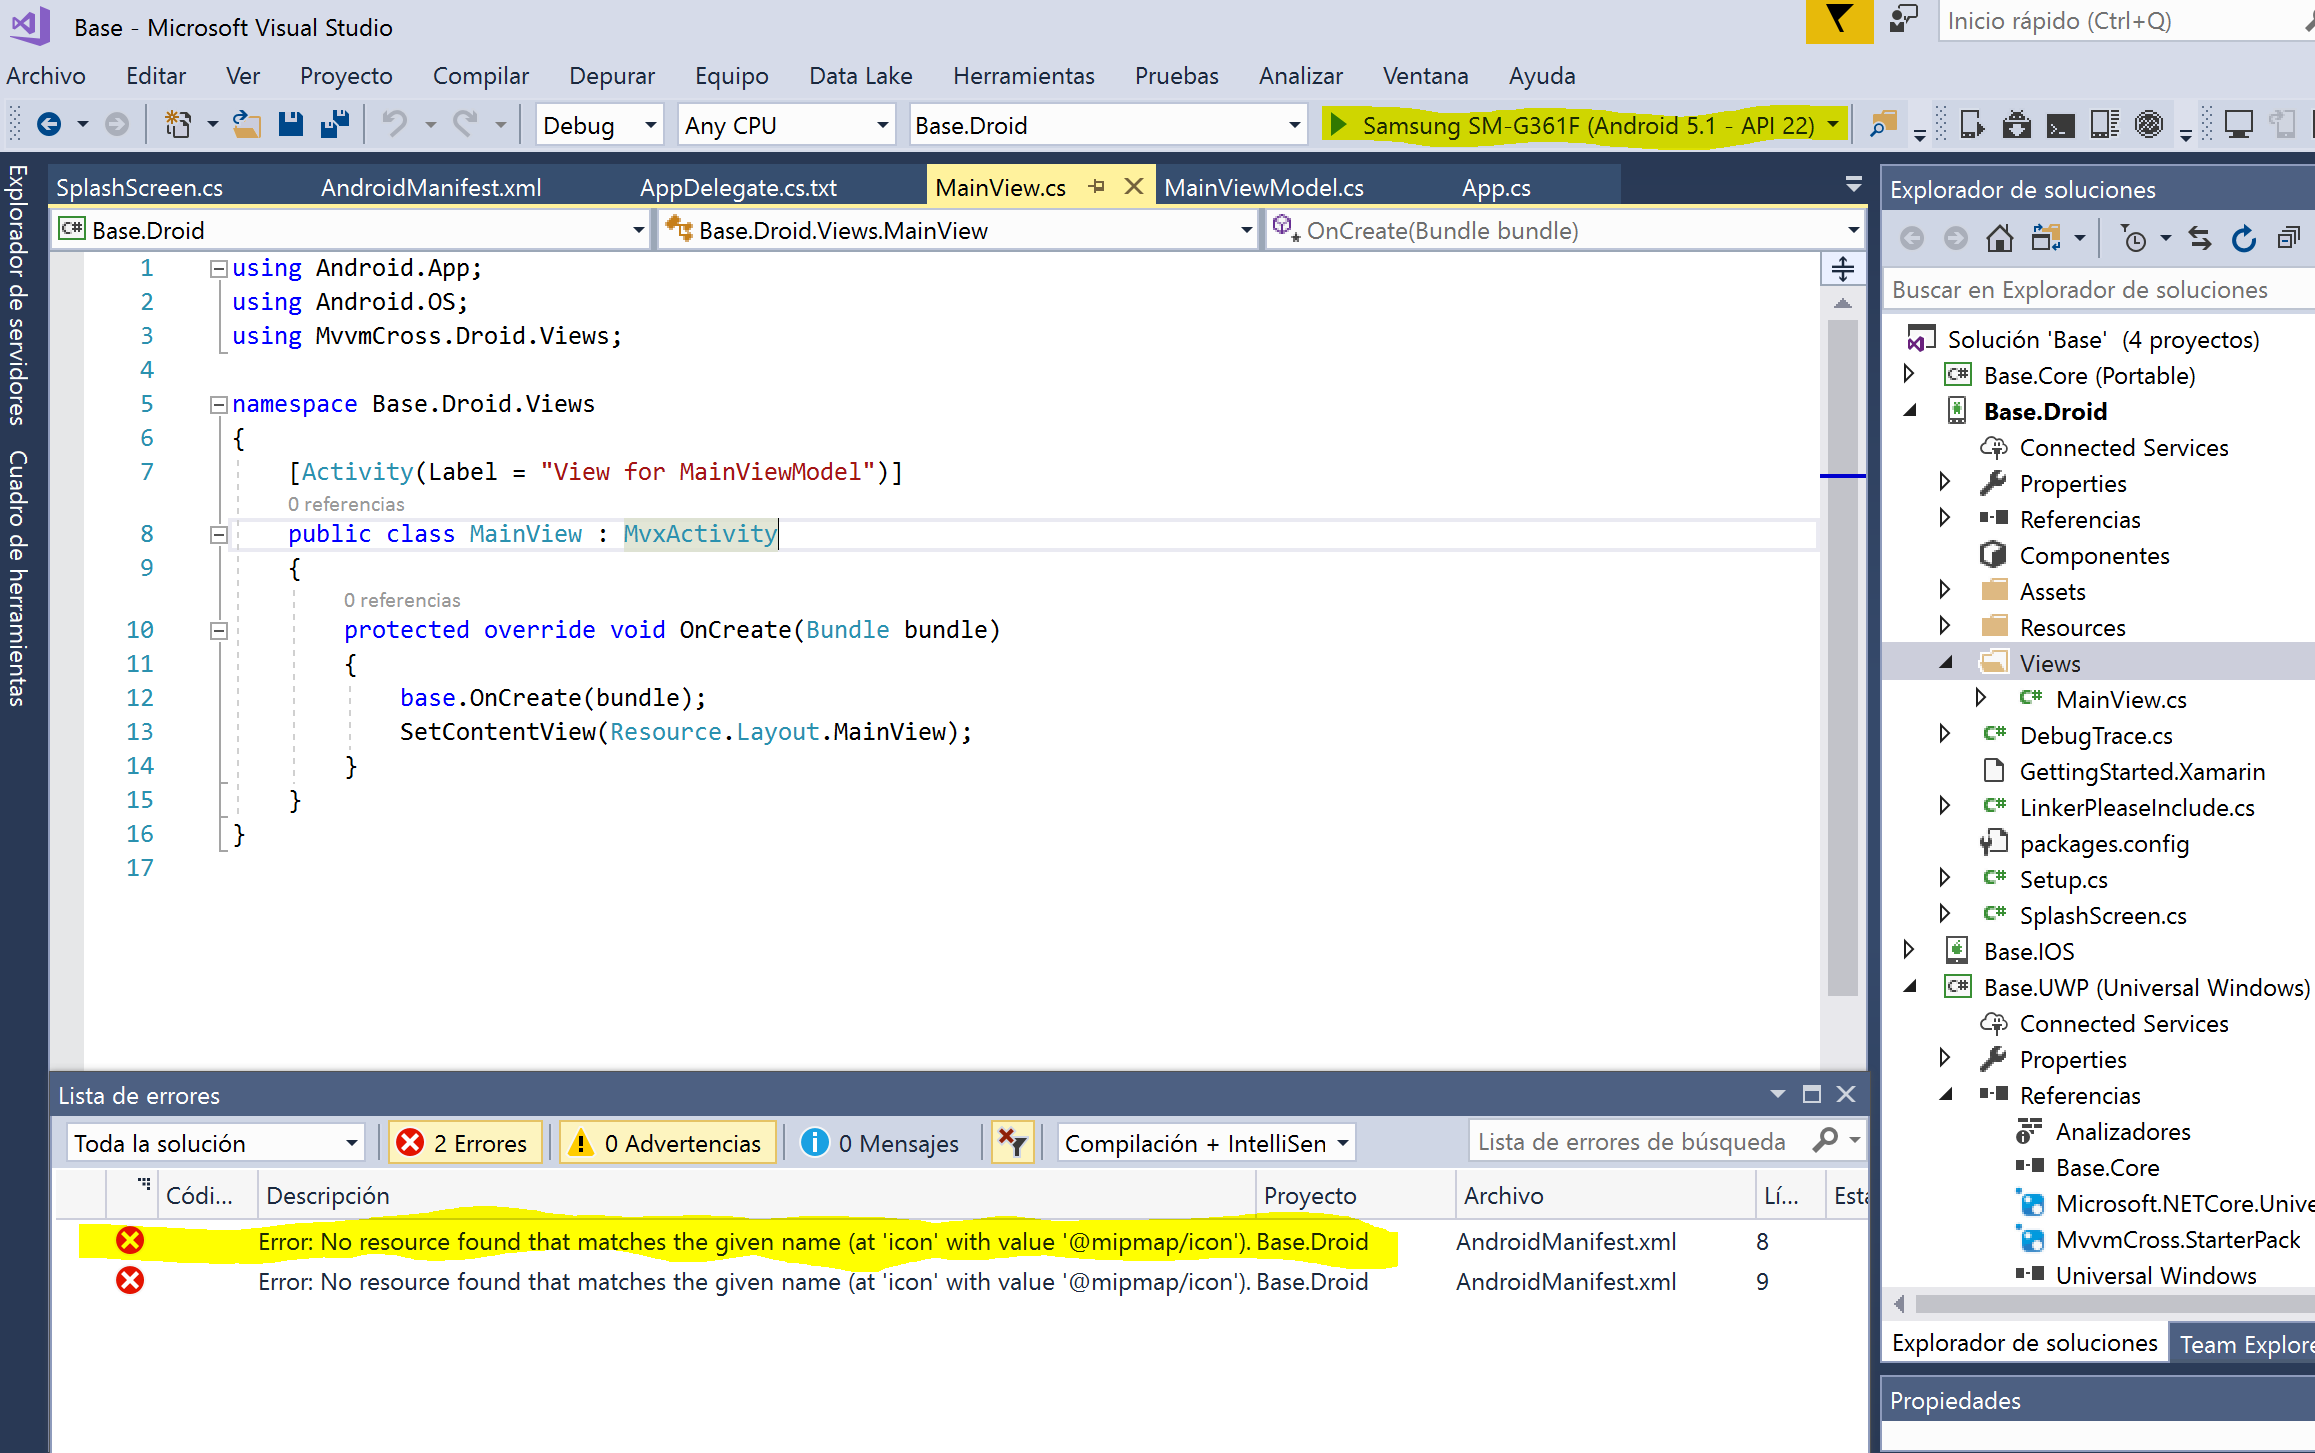 Base - Microsoft Visual Studio
Inicio rápido (Ctrl+Q)
Archivo Editar Ver Proyecto Compilar Depurar Equipo Data Lake Herramientas Pruebas Analizar Ventana Ayuda
Debug Any CPU Base.Droid Samsung SM-G361F (Android 5.1 - API 22)
Explorador de servidores
Cuadro de herramientas
SplashScreen.cs AndroidManifest.xml AppDelegate.cs.txt MainView.cs MainViewModel.cs App.cs
C# Base.Droid Base.Droid.Views.MainView OnCreate(Bundle bundle)
1 using Android.App;
2 using Android.OS;
3 using MvvmCross.Droid.Views;
4
5 namespace Base.Droid.Views
6 {
7 [Activity(Label = "View for MainViewModel")]
0 referencias
8 public class MainView : MvxActivity
9 {
0 referencias
10 protected override void OnCreate(Bundle bundle)
11 {
12 base.OnCreate(bundle);
13 SetContentView(Resource.Layout.MainView);
14 }
15 }
16 }
17
Lista de errores
Toda la solución 2 Errores 0 Advertencias 0 Mensajes Compilación + IntelliSen Lista de errores de búsqueda
Códi... Descripción Proyecto Archivo Lí... Esta
Error: No resource found that matches the given name (at 'icon' with value '@mipmap/icon'). Base.Droid AndroidManifest.xml 8
Error: No resource found that matches the given name (at 'icon' with value '@mipmap/icon'). Base.Droid AndroidManifest.xml 9
Explorador de soluciones
Buscar en Explorador de soluciones
Solución 'Base' (4 proyectos)
C# Base.Core (Portable)
Base.Droid
Connected Services
Properties
Referencias
Componentes
Assets
Resources
Views
C# MainView.cs
C# DebugTrace.cs
GettingStarted.Xamarin
C# LinkerPleaseInclude.cs
packages.config
C# Setup.cs
C# SplashScreen.cs
Base.IOS
C# Base.UWP (Universal Windows)
Connected Services
Properties
Referencias
Analizadores
Base.Core
Microsoft.NETCore.Unive
MvvmCross.StarterPack
Universal Windows
Explorador de soluciones Team Explore
Propiedades